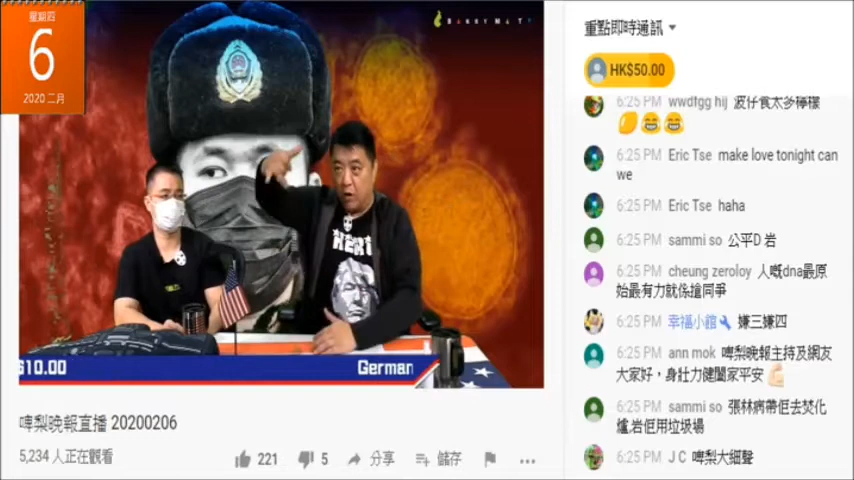 星期四
6
2020 二月
BARRY MA TV
HERO
$10.00
German
啤梨晚報直播 20200206
5,234 人正在觀看
221
5
分享
儲存
重點即時通訊
HK$50.00
6:25 PM wwdfgg hij 波仔食太多檸檬
🍋😂😂
6:25 PM Eric Tse make love tonight can
we
6:25 PM Eric Tse haha
6:25 PM sammi so 公平D 岩
6:25 PM cheung zeroloy 人嘅dna最原
始最有力就係搶同爭
6:25 PM 幸福小館 嫌三嫌四
6:25 PM ann mok 啤梨晚報主持及網友
大家好，身壯力健闔家平安 💪🏻
6:25 PM sammi so 張林病帶佢去焚化
爐,岩佢用垃圾場
6:25 PM J C 啤梨大細聲